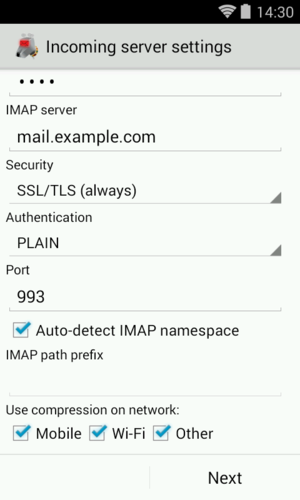 14:30
Incoming server settings
••••
IMAP server
mail.example.com
Security
SSL/TLS (always)
Authentication
PLAIN
Port
993
Auto-detect IMAP namespace
IMAP path prefix
Use compression on network:
Mobile Wi-Fi Other
Next